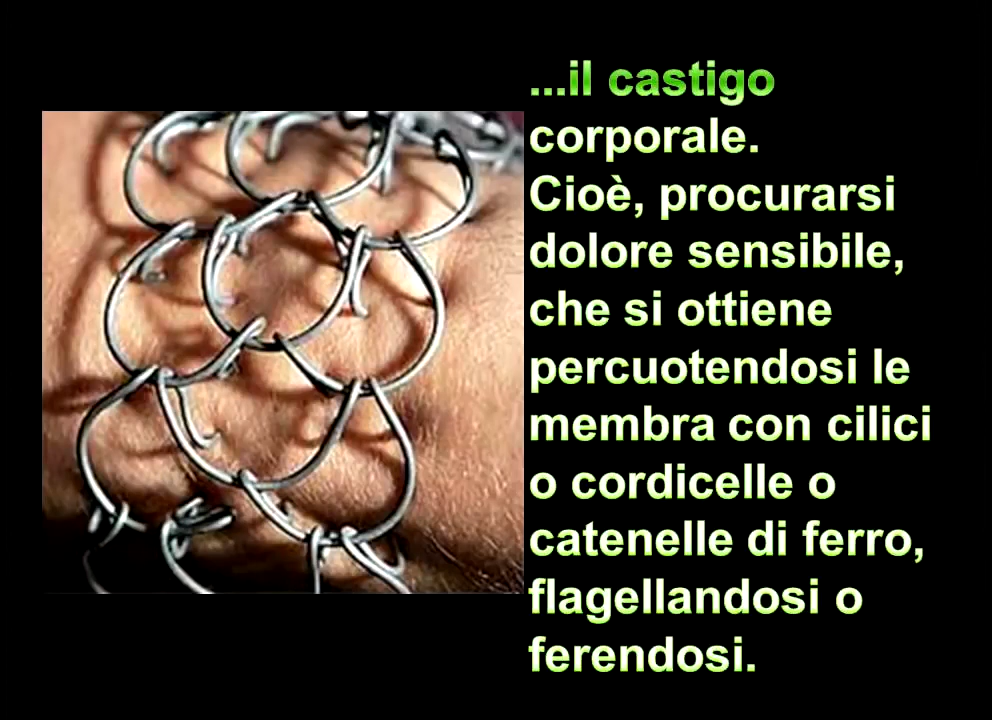 ...il castigo
corporale.
Cioè, procurarsi
dolore sensibile,
che si ottiene
percuotendosi le
membra con cilici
o cordicelle o
catenelle di ferro,
flagellandosi o
ferendosi.